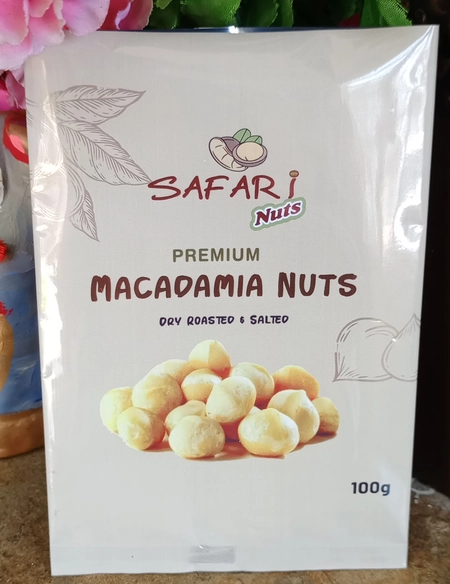 SAFARI
Nuts
PREMIUM
MACADAMIA NUTS
DRY ROASTED & SALTED
100g